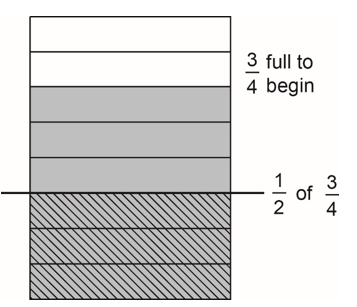 3/4 full to begin
1/2 of 3/4